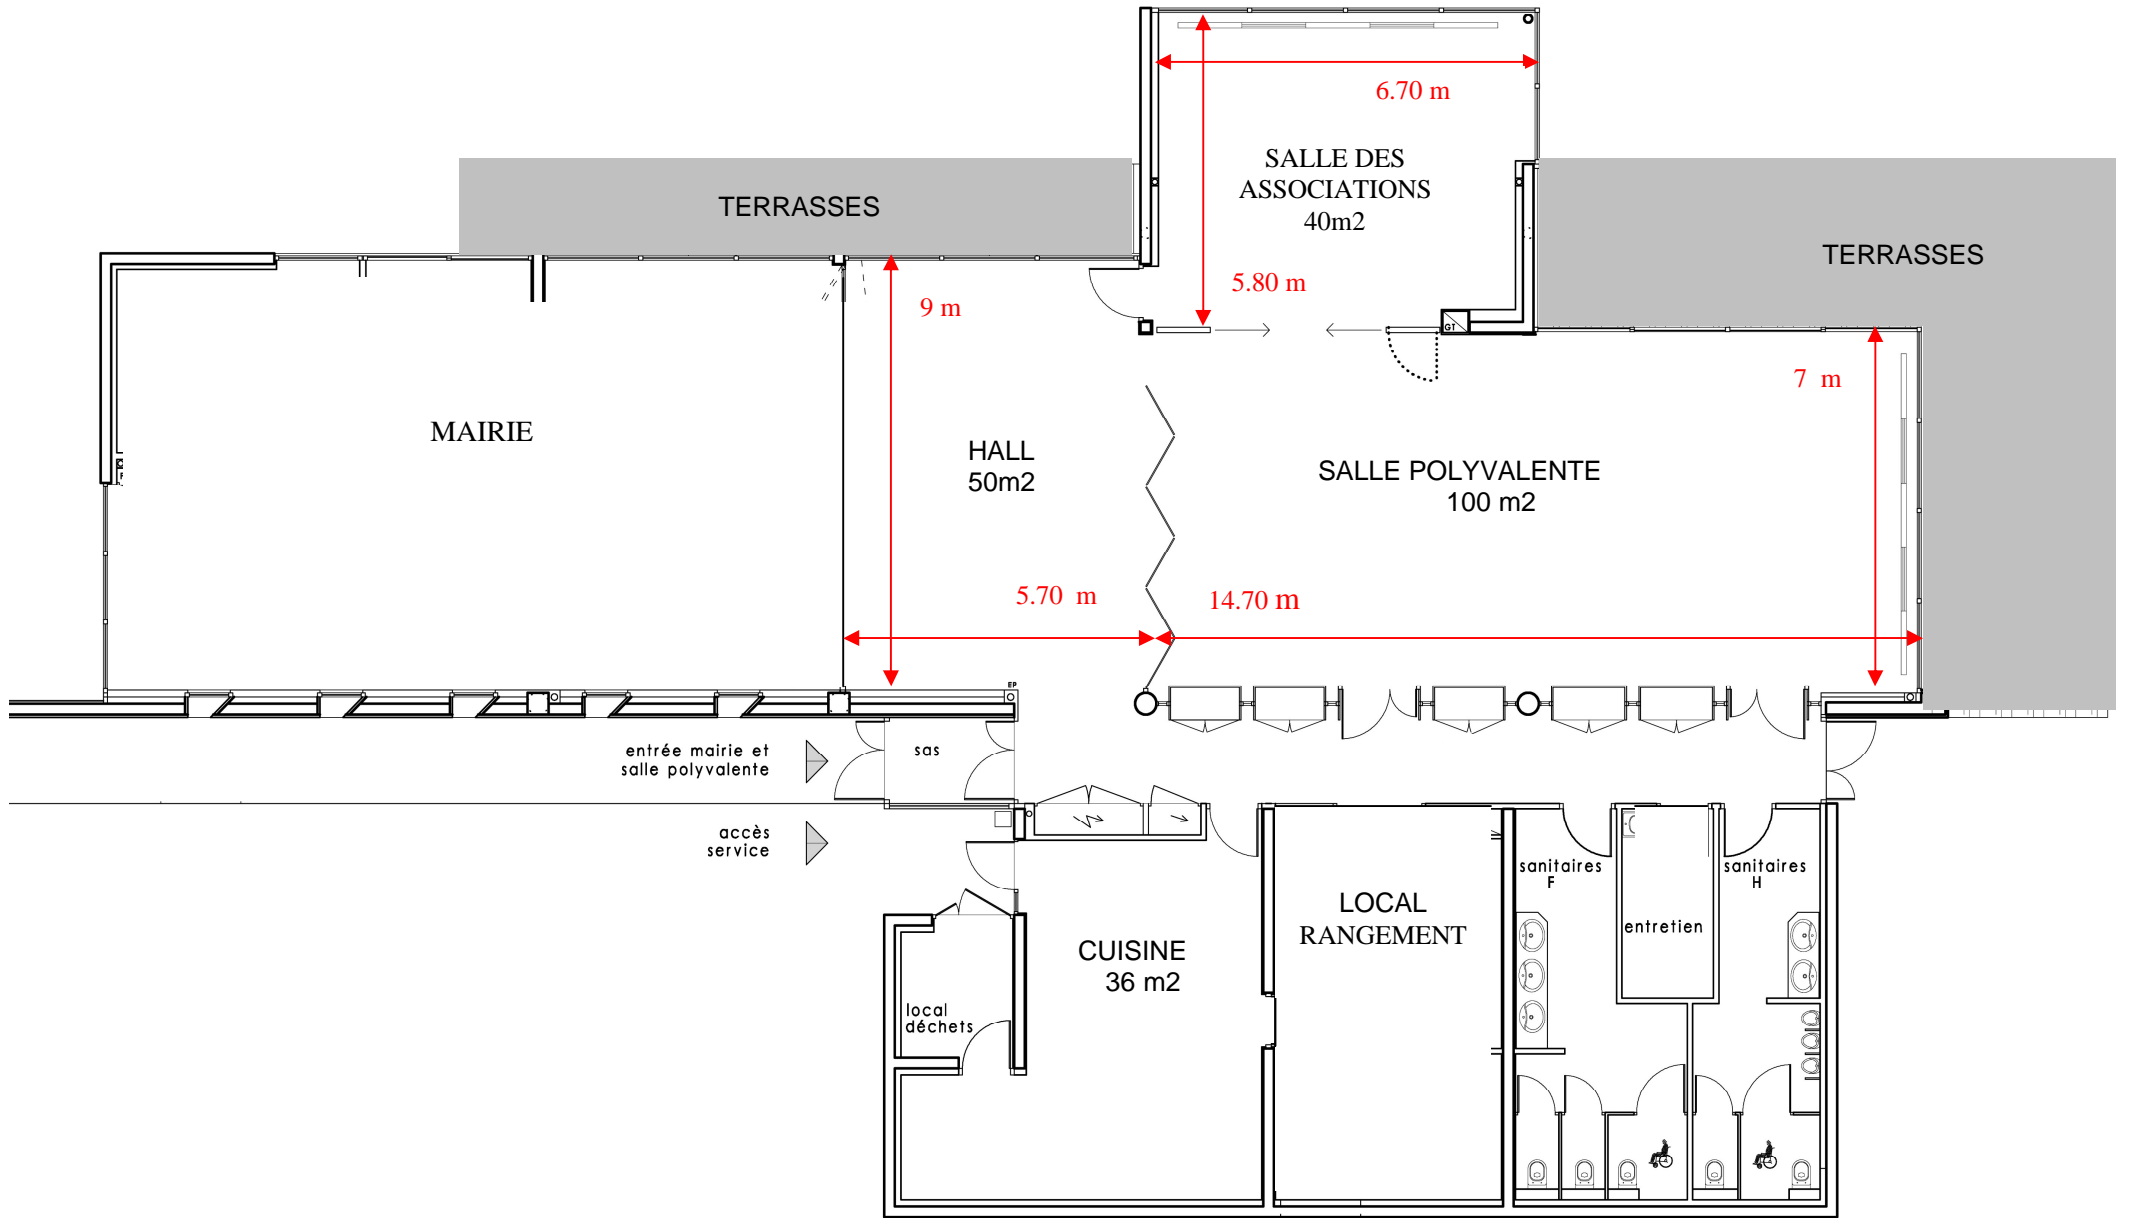 6.70 m
SALLE DES
ASSOCIATIONS
40m2
TERRASSES
TERRASSES
5.80 m
9 m
GT
7 m
MAIRIE
HALL
50m2
SALLE POLYVALENTE
100 m2
5.70 m
14.70 m
EP
entrée mairie et
salle polyvalente
sas
accès
service
sanitaires
F
sanitaires
H
LOCAL
RANGEMENT
entretien
CUISINE
36 m2
local
déchets